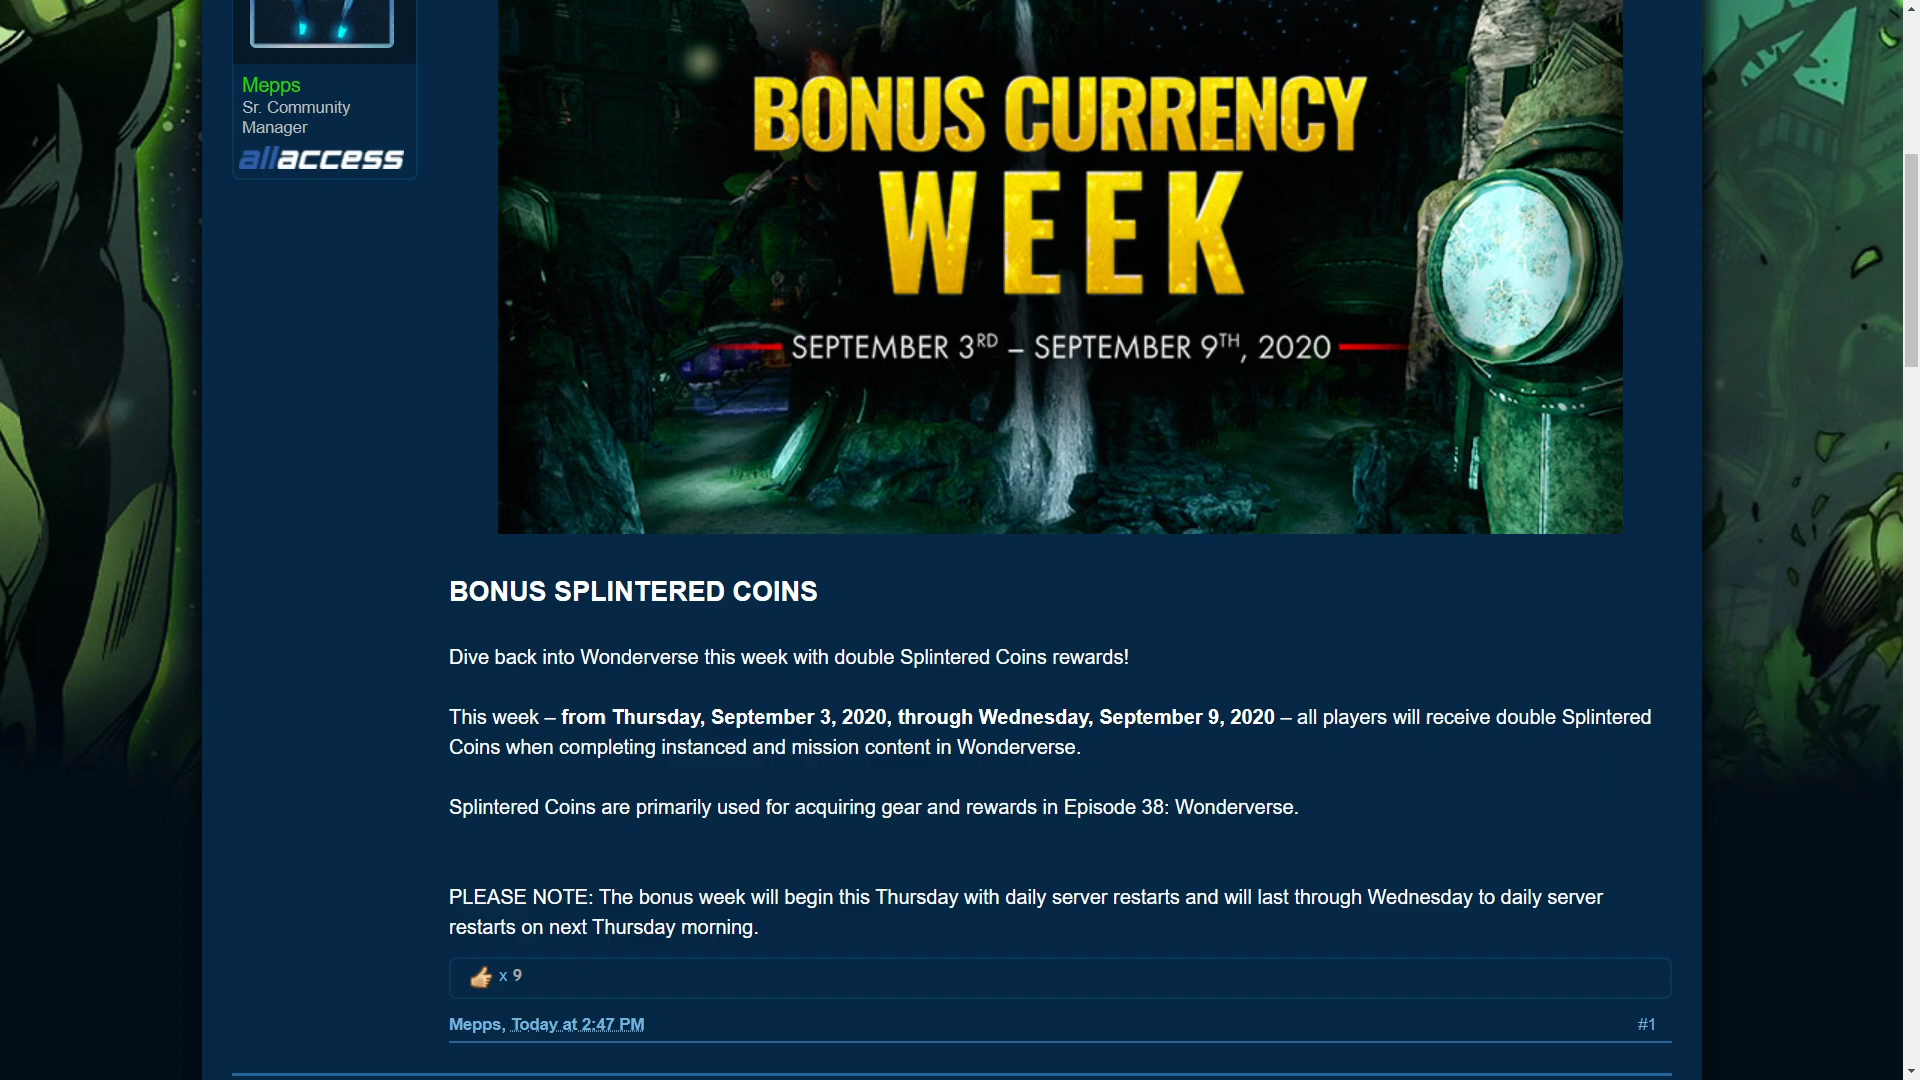 Mepps
Sr. Community
Manager
allaccess
BONUS CURRENCY
WEEK
SEPTEMBER 3RD – SEPTEMBER 9TH, 2020
BONUS SPLINTERED COINS
Dive back into Wonderverse this week with double Splintered Coins rewards!
This week – from Thursday, September 3, 2020, through Wednesday, September 9, 2020 – all players will receive double Splintered
Coins when completing instanced and mission content in Wonderverse.
Splintered Coins are primarily used for acquiring gear and rewards in Episode 38: Wonderverse.
PLEASE NOTE: The bonus week will begin this Thursday with daily server restarts and will last through Wednesday to daily server
restarts on next Thursday morning.
x 9
Mepps, Today at 2:47 PM
#1